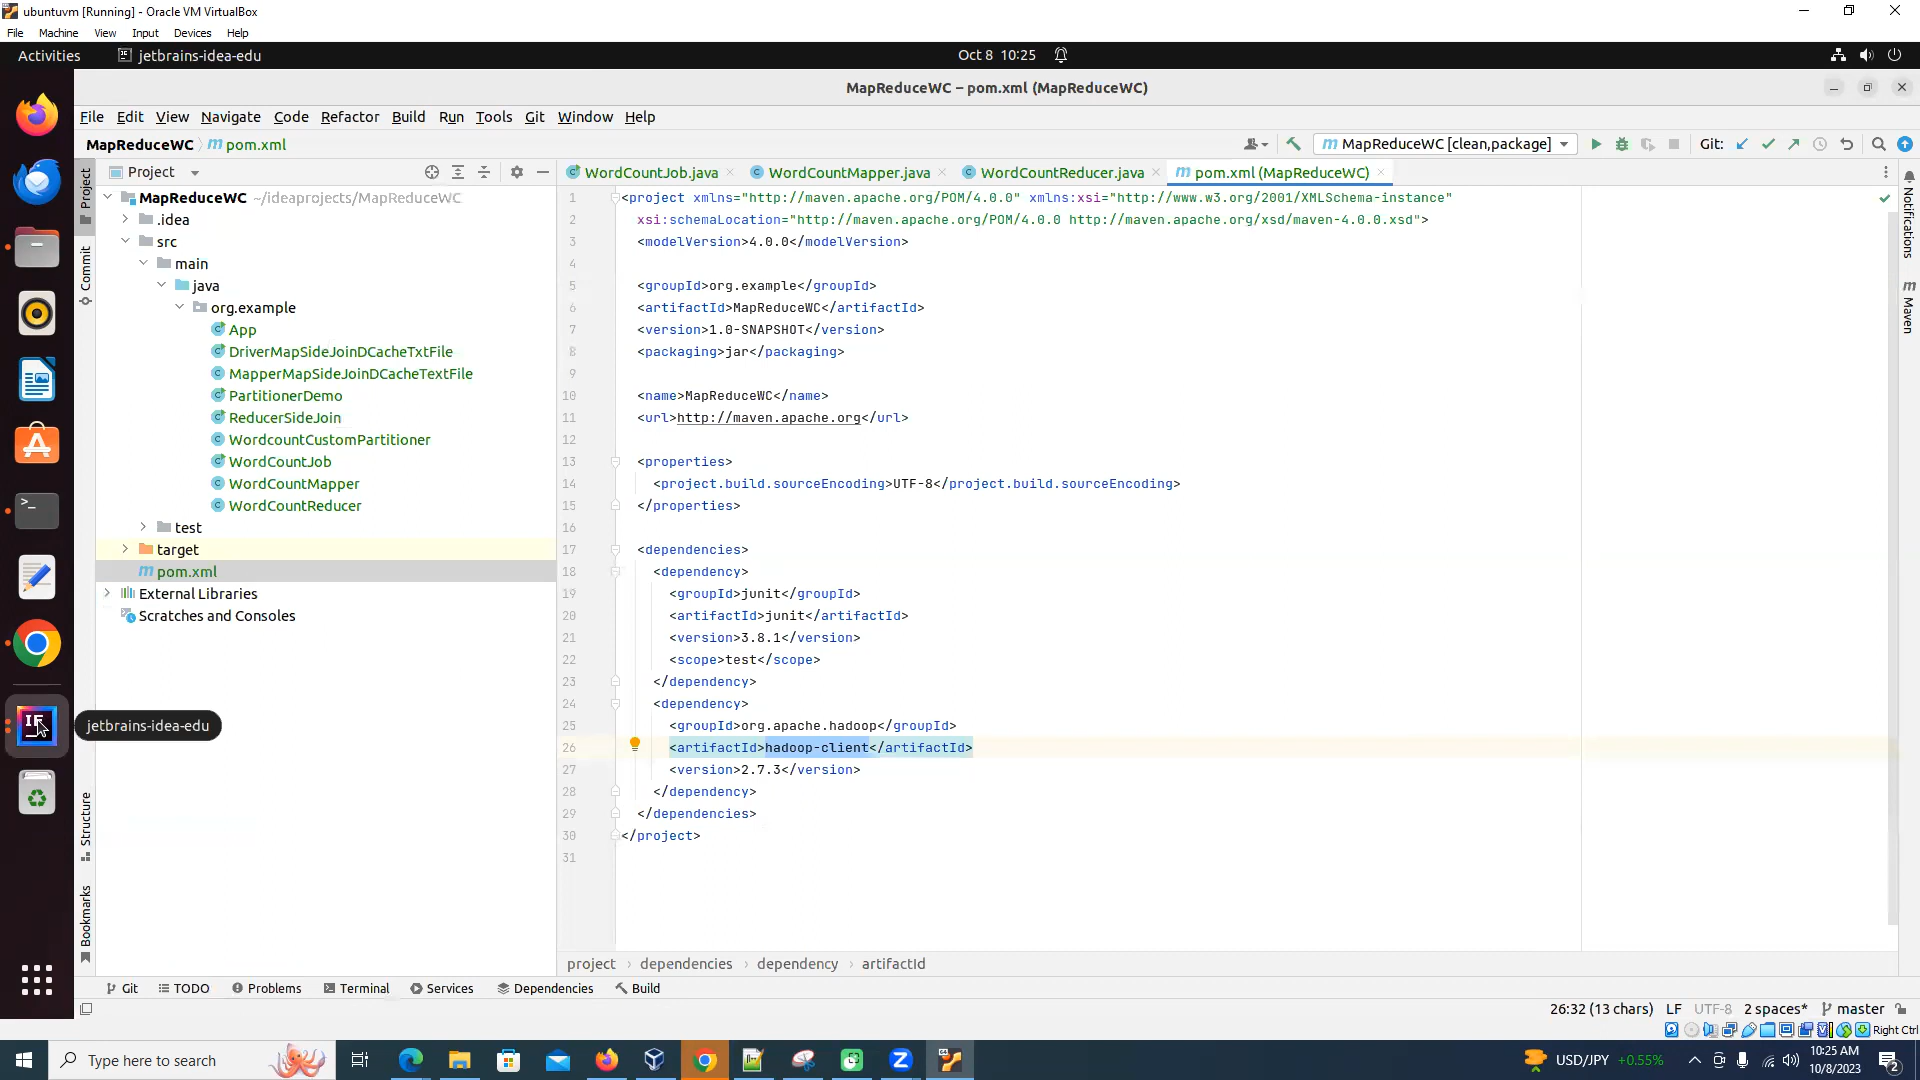 ubuntuvm [Running] - Oracle VM VirtualBox
File Machine View Input Devices Help
Activities jetbrains-idea-edu Oct 8 10:25
MapReduceWC – pom.xml (MapReduceWC)
File Edit View Navigate Code Refactor Build Run Tools Git Window Help
MapReduceWC pom.xml MapReduceWC [clean,package] Git:
Project WordCountJob.java WordCountMapper.java WordCountReducer.java pom.xml (MapReduceWC)
Project
Commit
Structure
Bookmarks
MapReduceWC ~/ideaprojects/MapReduceWC
.idea
src
main
java
org.example
App
DriverMapSideJoinDCacheTxtFile
MapperMapSideJoinDCacheTextFile
PartitionerDemo
ReducerSideJoin
WordcountCustomPartitioner
WordCountJob
WordCountMapper
WordCountReducer
test
target
pom.xml
External Libraries
Scratches and Consoles
jetbrains-idea-edu
1 <project xmlns="http://maven.apache.org/POM/4.0.0" xmlns:xsi="http://www.w3.org/2001/XMLSchema-instance"
2 xsi:schemaLocation="http://maven.apache.org/POM/4.0.0 http://maven.apache.org/xsd/maven-4.0.0.xsd">
3 <modelVersion>4.0.0</modelVersion>
4
5 <groupId>org.example</groupId>
6 <artifactId>MapReduceWC</artifactId>
7 <version>1.0-SNAPSHOT</version>
8 <packaging>jar</packaging>
9
10 <name>MapReduceWC</name>
11 <url>http://maven.apache.org</url>
12
13 <properties>
14 <project.build.sourceEncoding>UTF-8</project.build.sourceEncoding>
15 </properties>
16
17 <dependencies>
18 <dependency>
19 <groupId>junit</groupId>
20 <artifactId>junit</artifactId>
21 <version>3.8.1</version>
22 <scope>test</scope>
23 </dependency>
24 <dependency>
25 <groupId>org.apache.hadoop</groupId>
26 <artifactId>hadoop-client</artifactId>
27 <version>2.7.3</version>
28 </dependency>
29 </dependencies>
30 </project>
31
Notifications
Maven
project dependencies dependency artifactId
Git TODO Problems Terminal Services Dependencies Build
26:32 (13 chars) LF UTF-8 2 spaces* master
Right Ctrl
Type here to search USD/JPY +0.55% 10:25 AM
10/8/2023 2